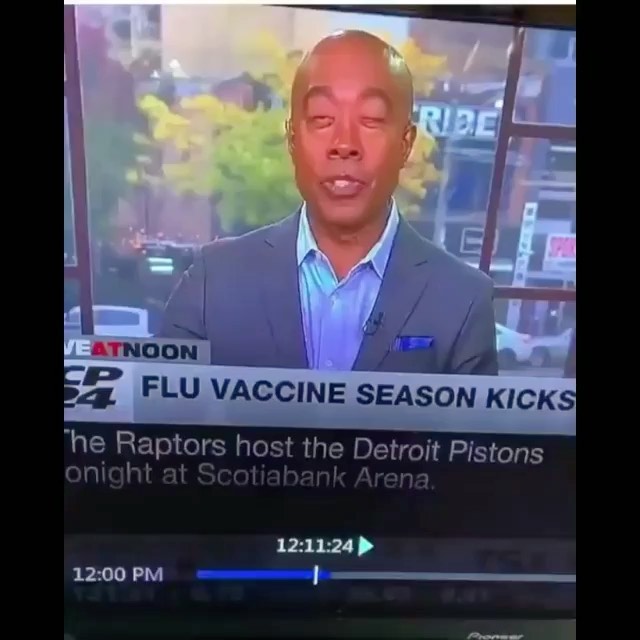 RIDE
VEATNOON
CP
24
FLU VACCINE SEASON KICKS
he Raptors host the Detroit Pistons
onight at Scotiabank Arena.
12:11:24
12:00 PM
Pioneer